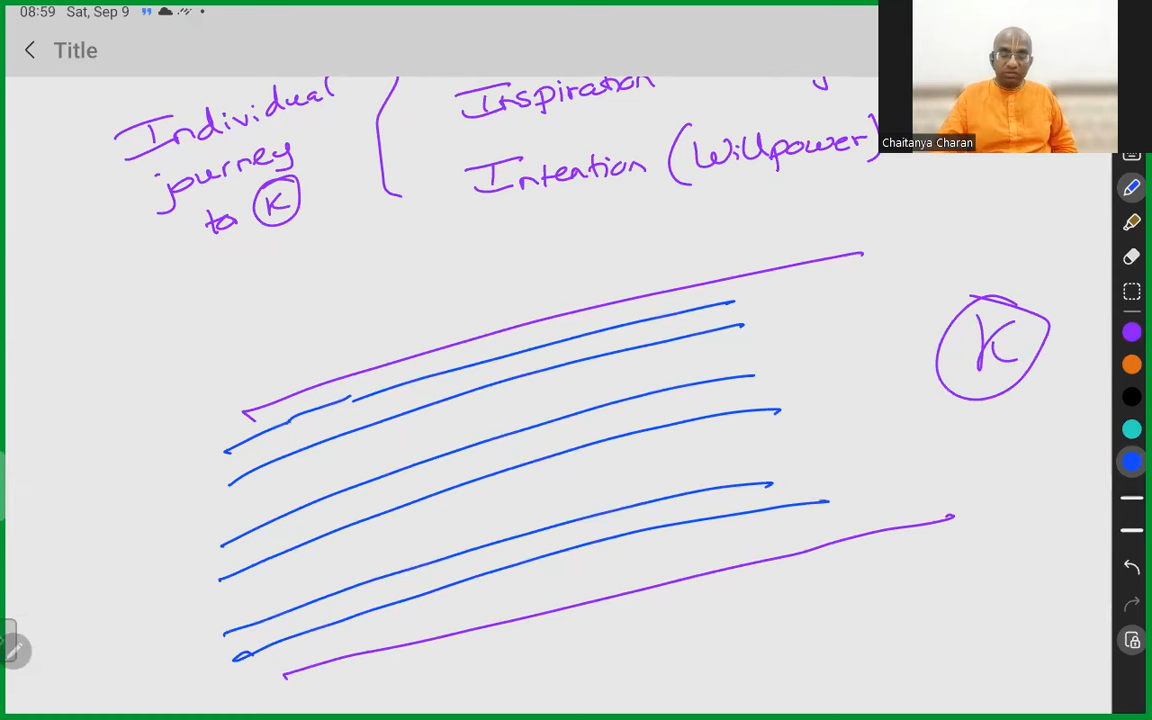 08:59 Sat, Sep 9
Title
Individual
journey
to K
Inspiration
Intention (Willpower)
K
Chaitanya Charan